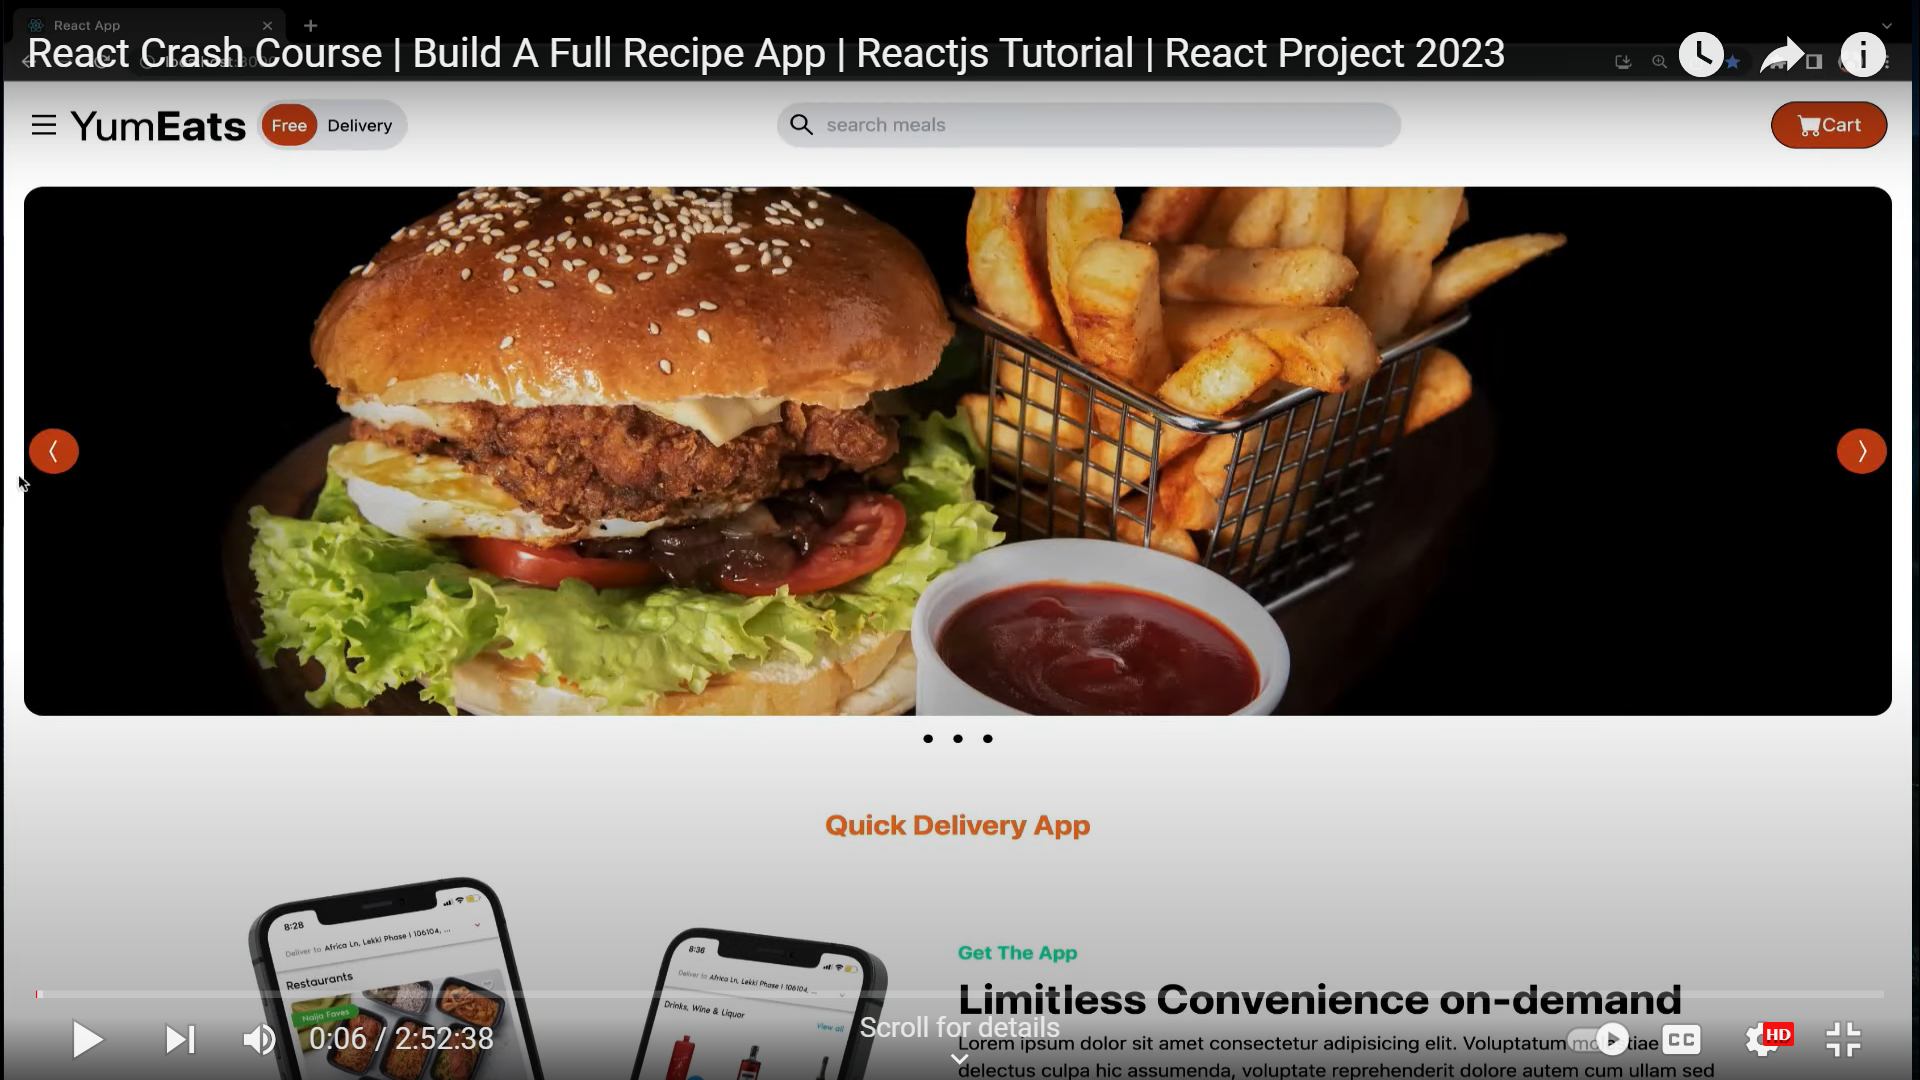 React App
React Crash Course | Build A Full Recipe App | Reactjs Tutorial | React Project 2023
YumEats
Free Delivery
search meals
Cart
Quick Delivery App
8:28
Deliver to Africa Ln, Lekki Phase I 106104, ...
Restaurants
Naija Faves
8:36
Deliver to Africa Ln, Lekki Phase I 106104, ...
Drinks, Wine & Liquor
View all
Get The App
Limitless Convenience on-demand
Lorem ipsum dolor sit amet consectetur adipisicing elit. Voluptatum
delectus culpa hic assumenda, voluptate reprehenderit dolore autem cum ullam sed
0:06 / 2:52:38
Scroll for details
CC
HD